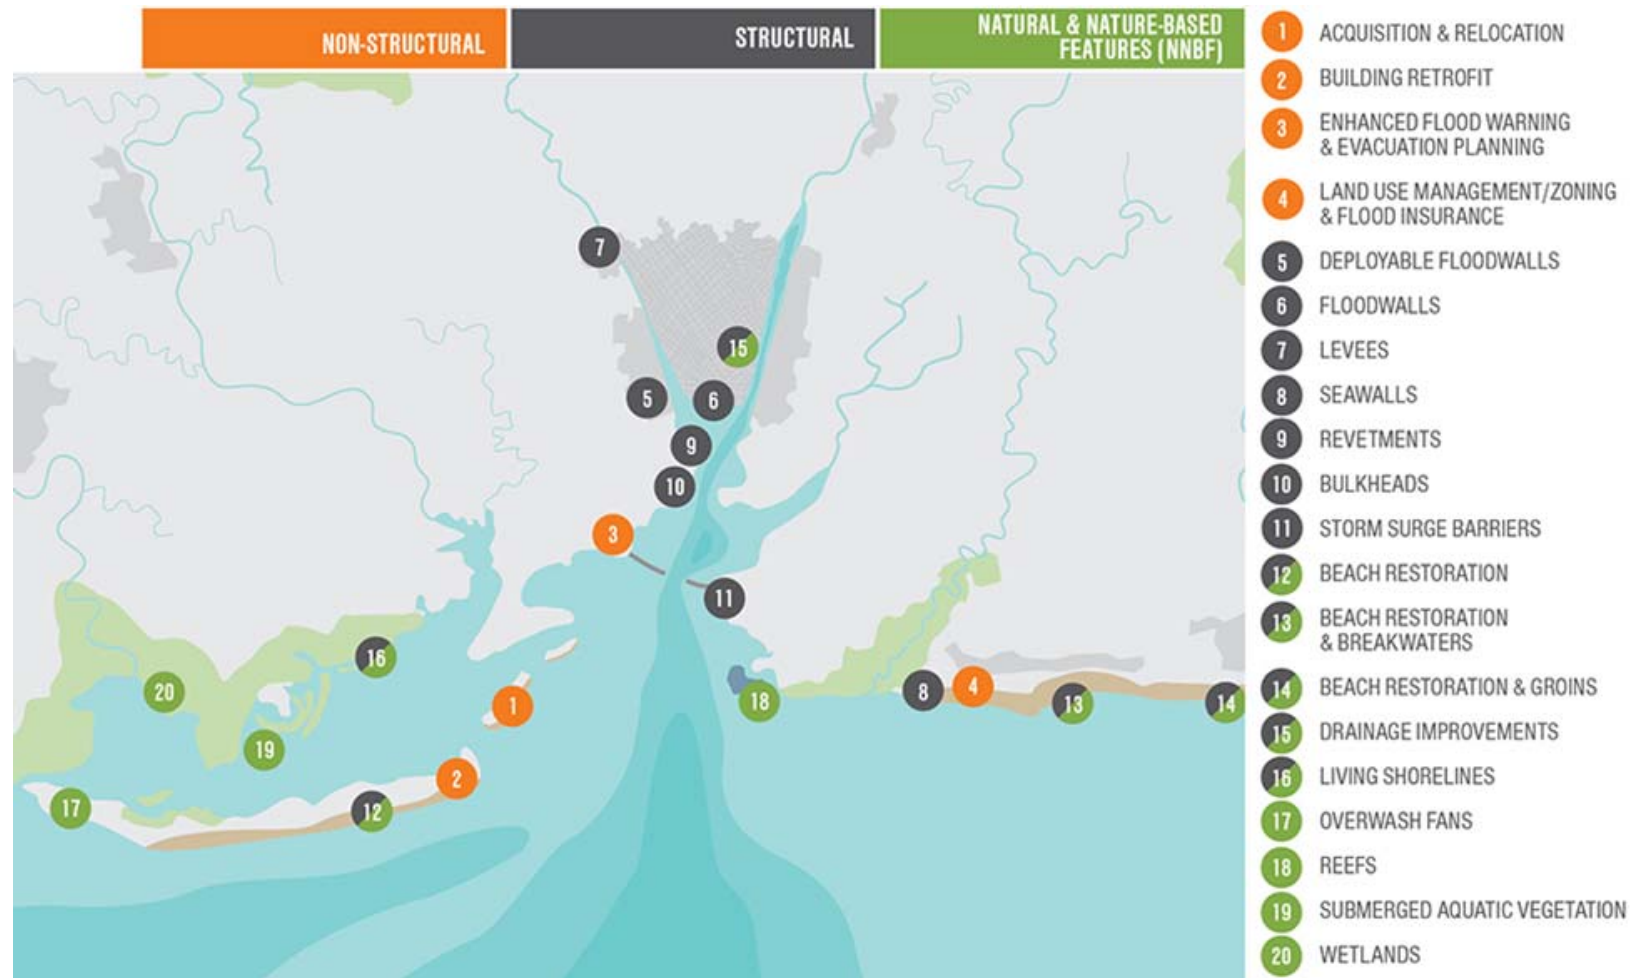 NON-STRUCTURAL
STRUCTURAL
NATURAL & NATURE-BASED
FEATURES (NNBF)
1 ACQUISITION & RELOCATION
2 BUILDING RETROFIT
3 ENHANCED FLOOD WARNING
& EVACUATION PLANNING
4 LAND USE MANAGEMENT/ZONING
& FLOOD INSURANCE
5 DEPLOYABLE FLOODWALLS
6 FLOODWALLS
7 LEVEES
8 SEAWALLS
9 REVETMENTS
10 BULKHEADS
11 STORM SURGE BARRIERS
12 BEACH RESTORATION
13 BEACH RESTORATION
& BREAKWATERS
14 BEACH RESTORATION & GROINS
15 DRAINAGE IMPROVEMENTS
16 LIVING SHORELINES
17 OVERWASH FANS
18 REEFS
19 SUBMERGED AQUATIC VEGETATION
20 WETLANDS
7
15
5
6
9
10
3
11
16
20
1
18
8
4
13
14
19
2
17
12